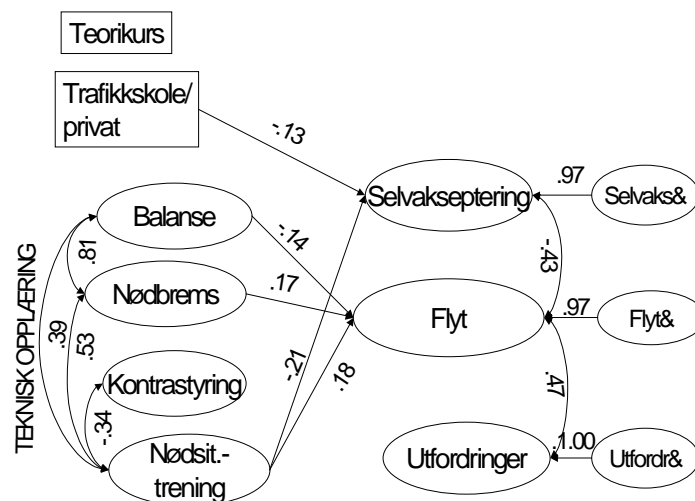 Teorikurs
Trafikkskole/
privat
-.13
Selvakseptering
.97
Selvaks&
Balanse
-.14
.81
-.43
Nødbrems
.17
Flyt
.97
Flyt&
TEKNISK OPPLÆRING
.39
.53
-.21
.18
Kontrastyring
.47
-.34
Nødsit.-
trening
Utfordringer
.1.00
Utfordr&